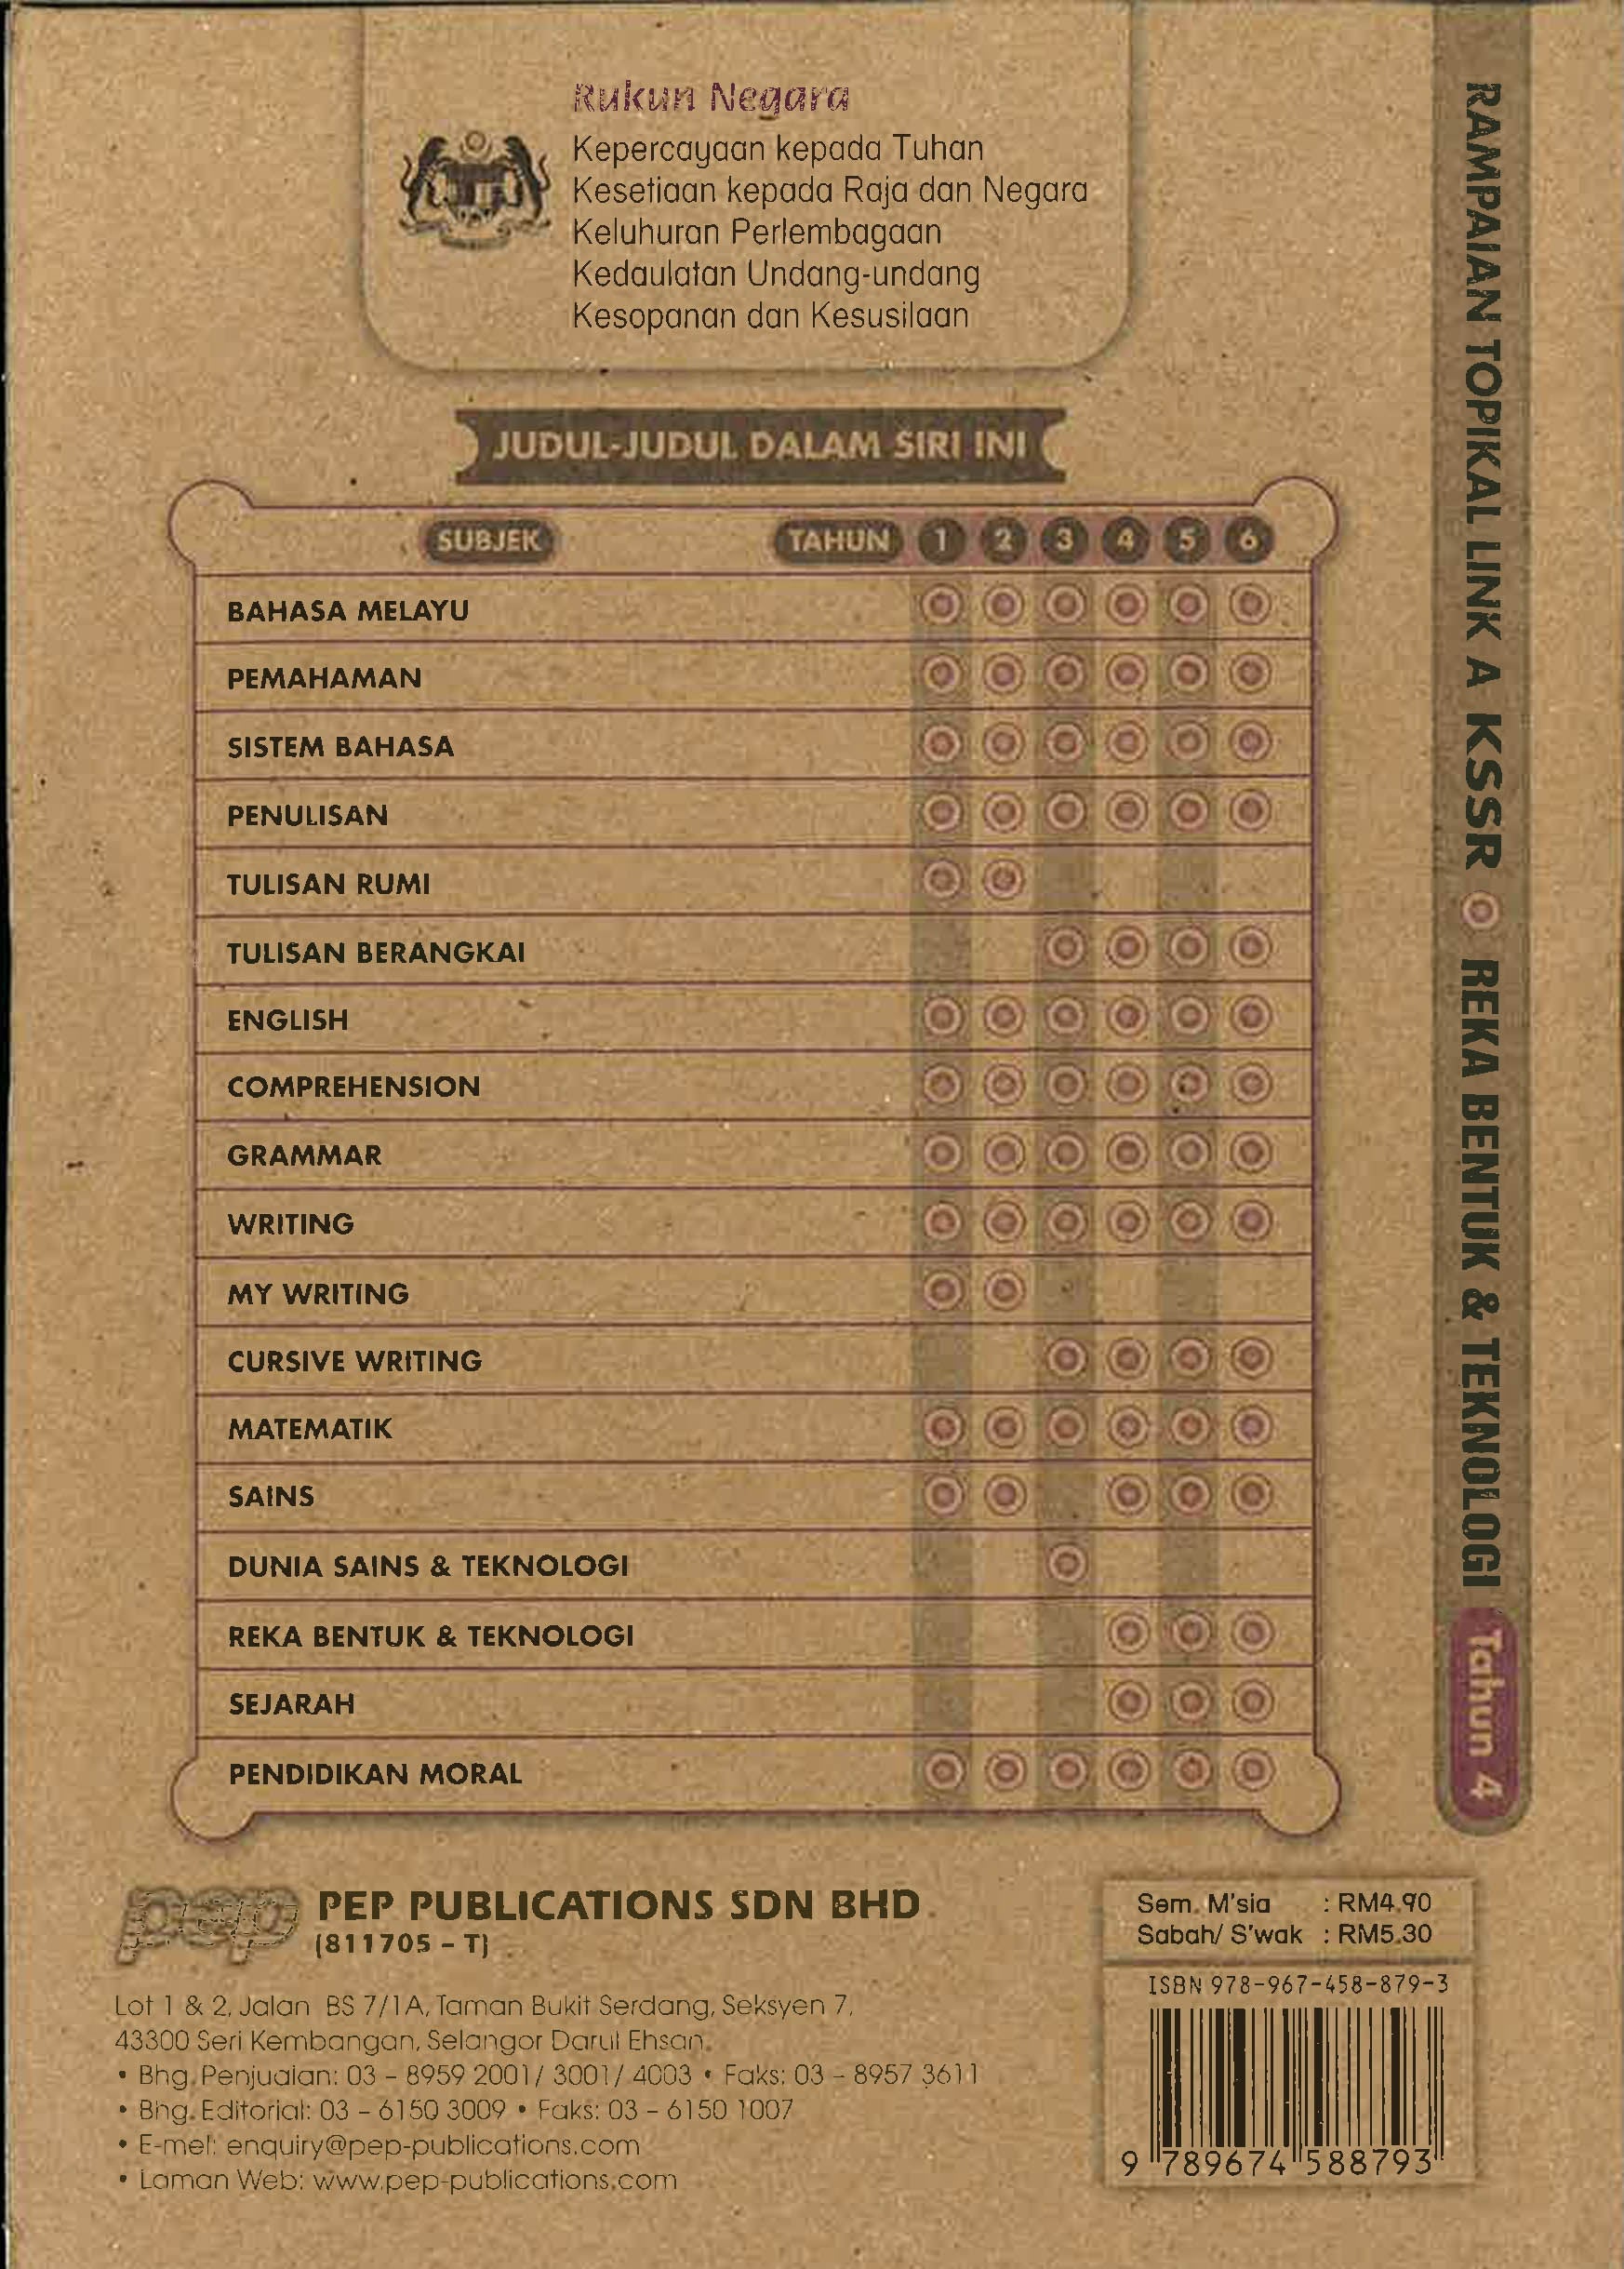 Rukun Negara
Kepercayaan kepada Tuhan
Kesetiaan kepada Raja dan Negara
Keluhuran Perlembagaan
Kedaulatan Undang-undang
Kesopanan dan Kesusilaan
JUDUL-JUDUL DALAM SIRI INI
SUBJEK TAHUN 1 2 3 4 5 6
BAHASA MELAYU
PEMAHAMAN
SISTEM BAHASA
PENULISAN
TULISAN RUMI
TULISAN BERANGKAI
ENGLISH
COMPREHENSION
GRAMMAR
WRITING
MY WRITING
CURSIVE WRITING
MATEMATIK
SAINS
DUNIA SAINS & TEKNOLOGI
REKA BENTUK & TEKNOLOGI
SEJARAH
PENDIDIKAN MORAL
pep PEP PUBLICATIONS SDN BHD
(811705 – T)
Lot 1 & 2, Jalan BS 7/1A, Taman Bukit Serdang, Seksyen 7,
43300 Seri Kembangan, Selangor Darul Ehsan.
• Bhg. Penjualan: 03 – 8959 2001/ 3001/ 4003 • Faks: 03 – 8957 3611
• Bhg. Editorial: 03 – 6150 3009 • Faks: 03 – 6150 1007
• E-mel: enquiry@pep-publications.com
• Laman Web: www.pep-publications.com
Sem. M'sia : RM4.90
Sabah/ S'wak : RM5.30
ISBN 978-967-458-879-3
9 789674 588793
RAMPAIAN TOPIKAL LINK A KSSR REKA BENTUK & TEKNOLOGI Tahun 4